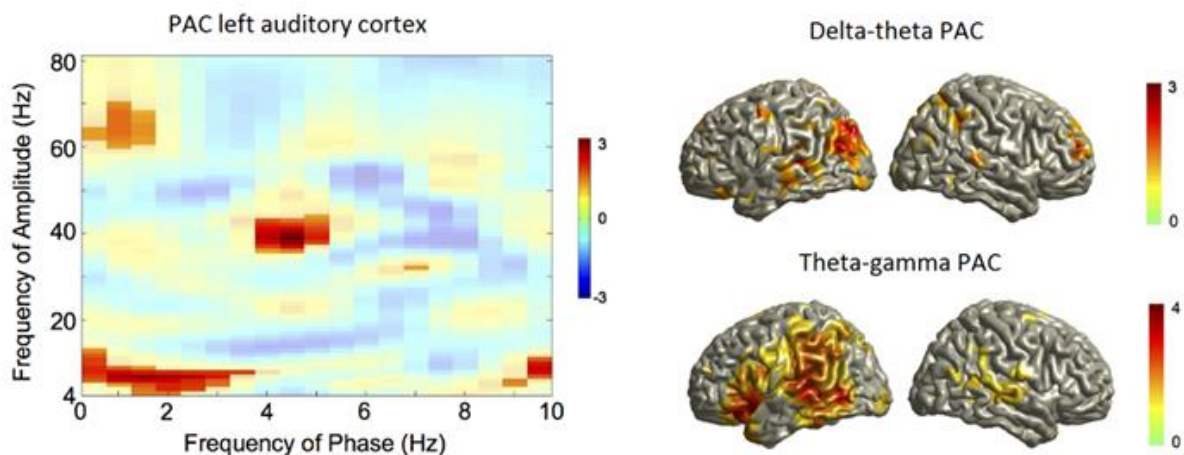 PAC left auditory cortex
Frequency of Amplitude (Hz)
80
60
40
20
4
0 2 4 6 8 10
Frequency of Phase (Hz)
3
0
-3
Delta-theta PAC
3
0
Theta-gamma PAC
4
0